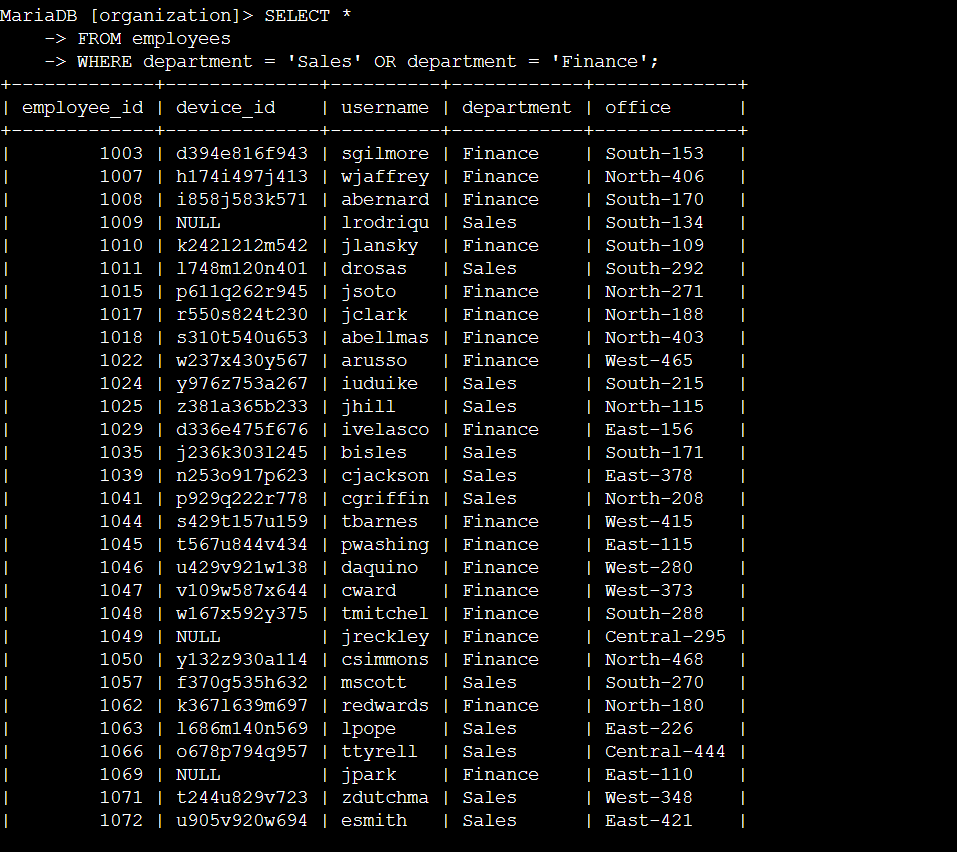 MariaDB [organization]> SELECT *
    -> FROM employees
    -> WHERE department = 'Sales' OR department = 'Finance';
+-------------+--------------+----------+------------+-------------+
| employee_id | device_id    | username | department | office      |
+-------------+--------------+----------+------------+-------------+
|        1003 | d394e816f943 | sgilmore | Finance    | South-153   |
|        1007 | h174i497j413 | wjaffrey | Finance    | North-406   |
|        1008 | i858j583k571 | abernard | Finance    | South-170   |
|        1009 | NULL         | lrodriqu | Sales      | South-134   |
|        1010 | k242l212m542 | jlansky  | Finance    | South-109   |
|        1011 | l748m120n401 | drosas   | Sales      | South-292   |
|        1015 | p611q262r945 | jsoto    | Finance    | North-271   |
|        1017 | r550s824t230 | jclark   | Finance    | North-188   |
|        1018 | s310t540u653 | abellmas | Finance    | North-403   |
|        1022 | w237x430y567 | arusso   | Finance    | West-465    |
|        1024 | y976z753a267 | iuduike  | Sales      | South-215   |
|        1025 | z381a365b233 | jhill    | Sales      | North-115   |
|        1029 | d336e475f676 | ivelasco | Finance    | East-156    |
|        1035 | j236k303l245 | bisles   | Sales      | South-171   |
|        1039 | n253o917p623 | cjackson | Sales      | East-378    |
|        1041 | p929q222r778 | cgriffin | Sales      | North-208   |
|        1044 | s429t157u159 | tbarnes  | Finance    | West-415    |
|        1045 | t567u844v434 | pwashing | Finance    | East-115    |
|        1046 | u429v921w138 | daquino  | Finance    | West-280    |
|        1047 | v109w587x644 | cward    | Finance    | West-373    |
|        1048 | w167x592y375 | tmitchel | Finance    | South-288   |
|        1049 | NULL         | jreckley | Finance    | Central-295 |
|        1050 | y132z930a114 | csimmons | Finance    | North-468   |
|        1057 | f370g535h632 | mscott   | Sales      | South-270   |
|        1062 | k367l639m697 | redwards | Finance    | North-180   |
|        1063 | l686m140n569 | lpope    | Sales      | East-226    |
|        1066 | o678p794q957 | ttyrell  | Sales      | Central-444 |
|        1069 | NULL         | jpark    | Finance    | East-110    |
|        1071 | t244u829v723 | zdutchma | Sales      | West-348    |
|        1072 | u905v920w694 | esmith   | Sales      | East-421    |